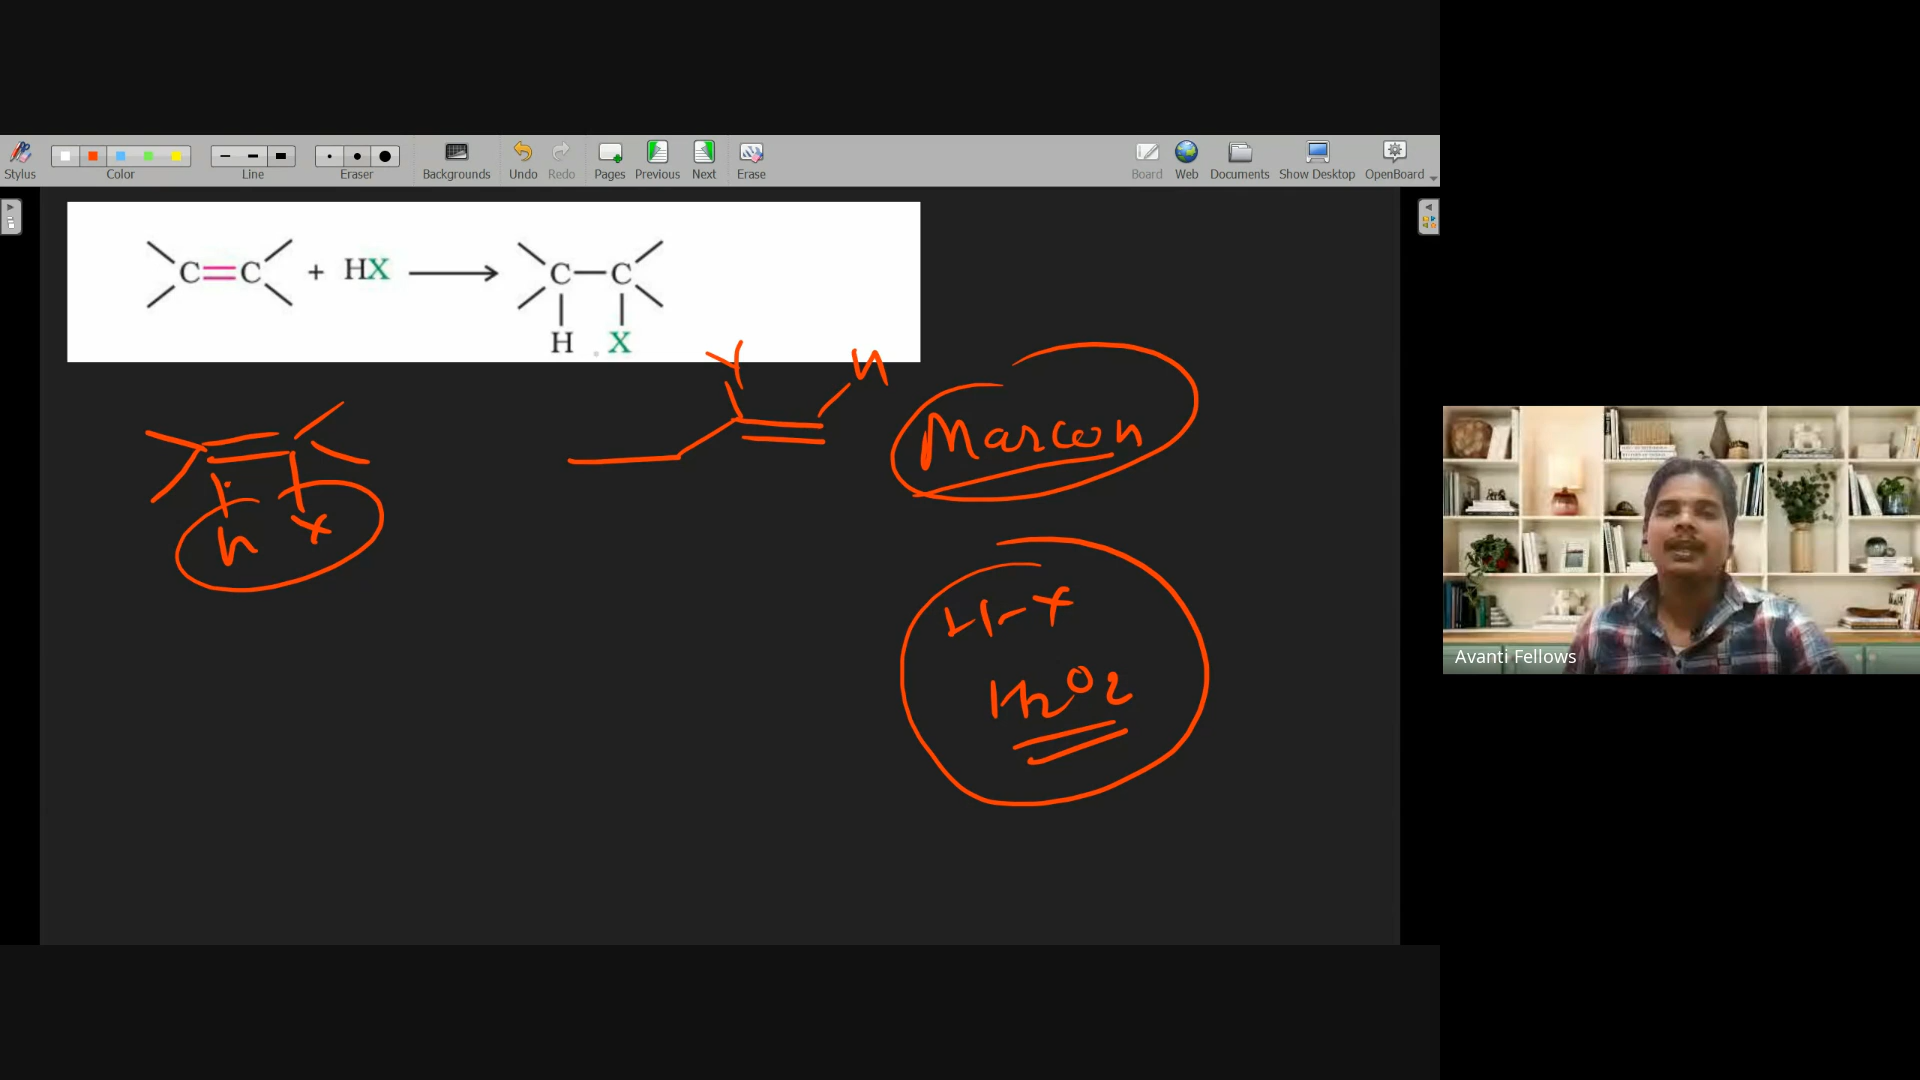 Stylus Color Line Eraser Backgrounds Undo Redo Pages Previous Next Erase Board Web Documents Show Desktop OpenBoard
C=C + HX → C—C
H X
H
Marcon
h x
H-X
H2O2
Avanti Fellows